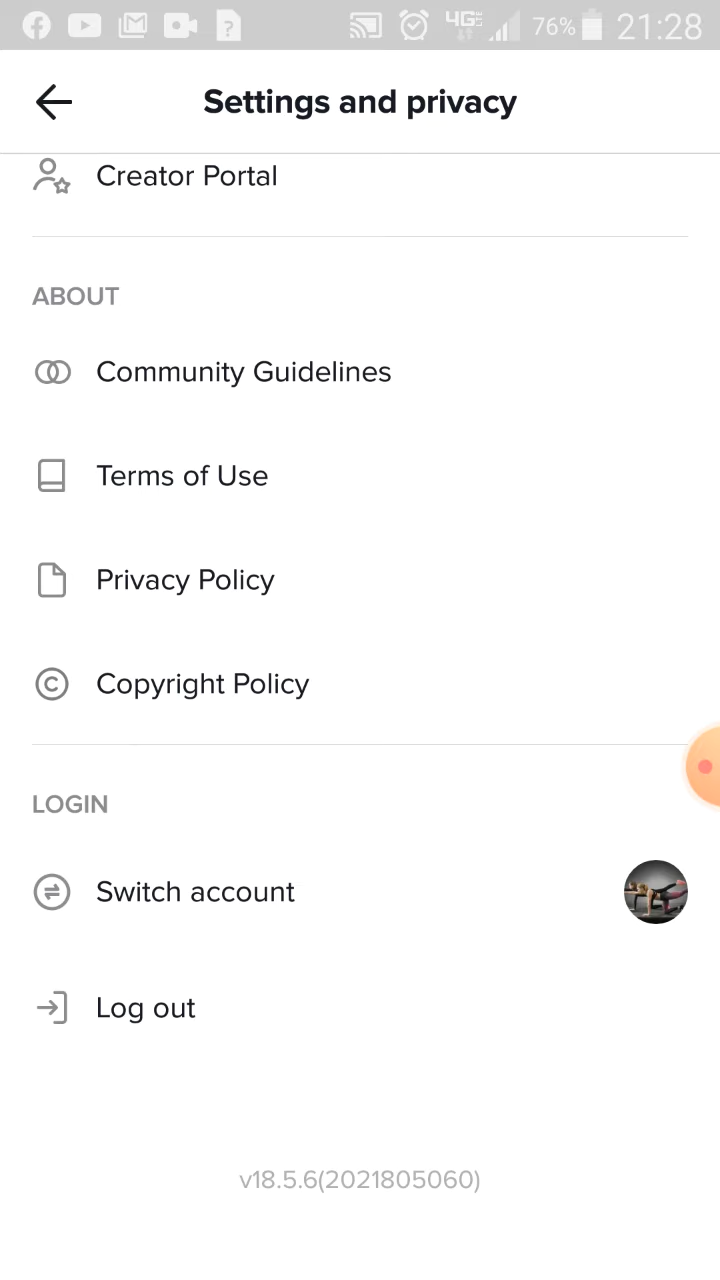 4G 76% 21:28
Settings and privacy
Creator Portal
ABOUT
Community Guidelines
Terms of Use
Privacy Policy
Copyright Policy
LOGIN
Switch account
Log out
v18.5.6(2021805060)